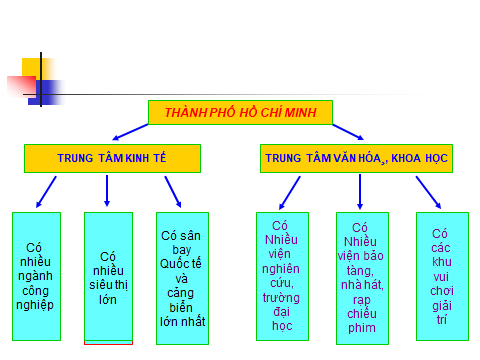 THÀNH PHỐ HỒ CHÍ MINH
TRUNG TÂM KINH TẾ
TRUNG TÂM VĂN HÓA , KHOA HỌC
Có
nhiều
ngành
công
nghiệp
Có
nhiều
siêu thị
lớn
Có sân
bay
Quốc tế
và
cảng
biển
lớn nhất
Có
Nhiều
viện
nghiên
cứu,
trường
đại
học
Có
Nhiều
viện bảo
tàng,
nhà hát,
rạp
chiếu
phim
Có
các
khu
vui
chơi
giải
trí